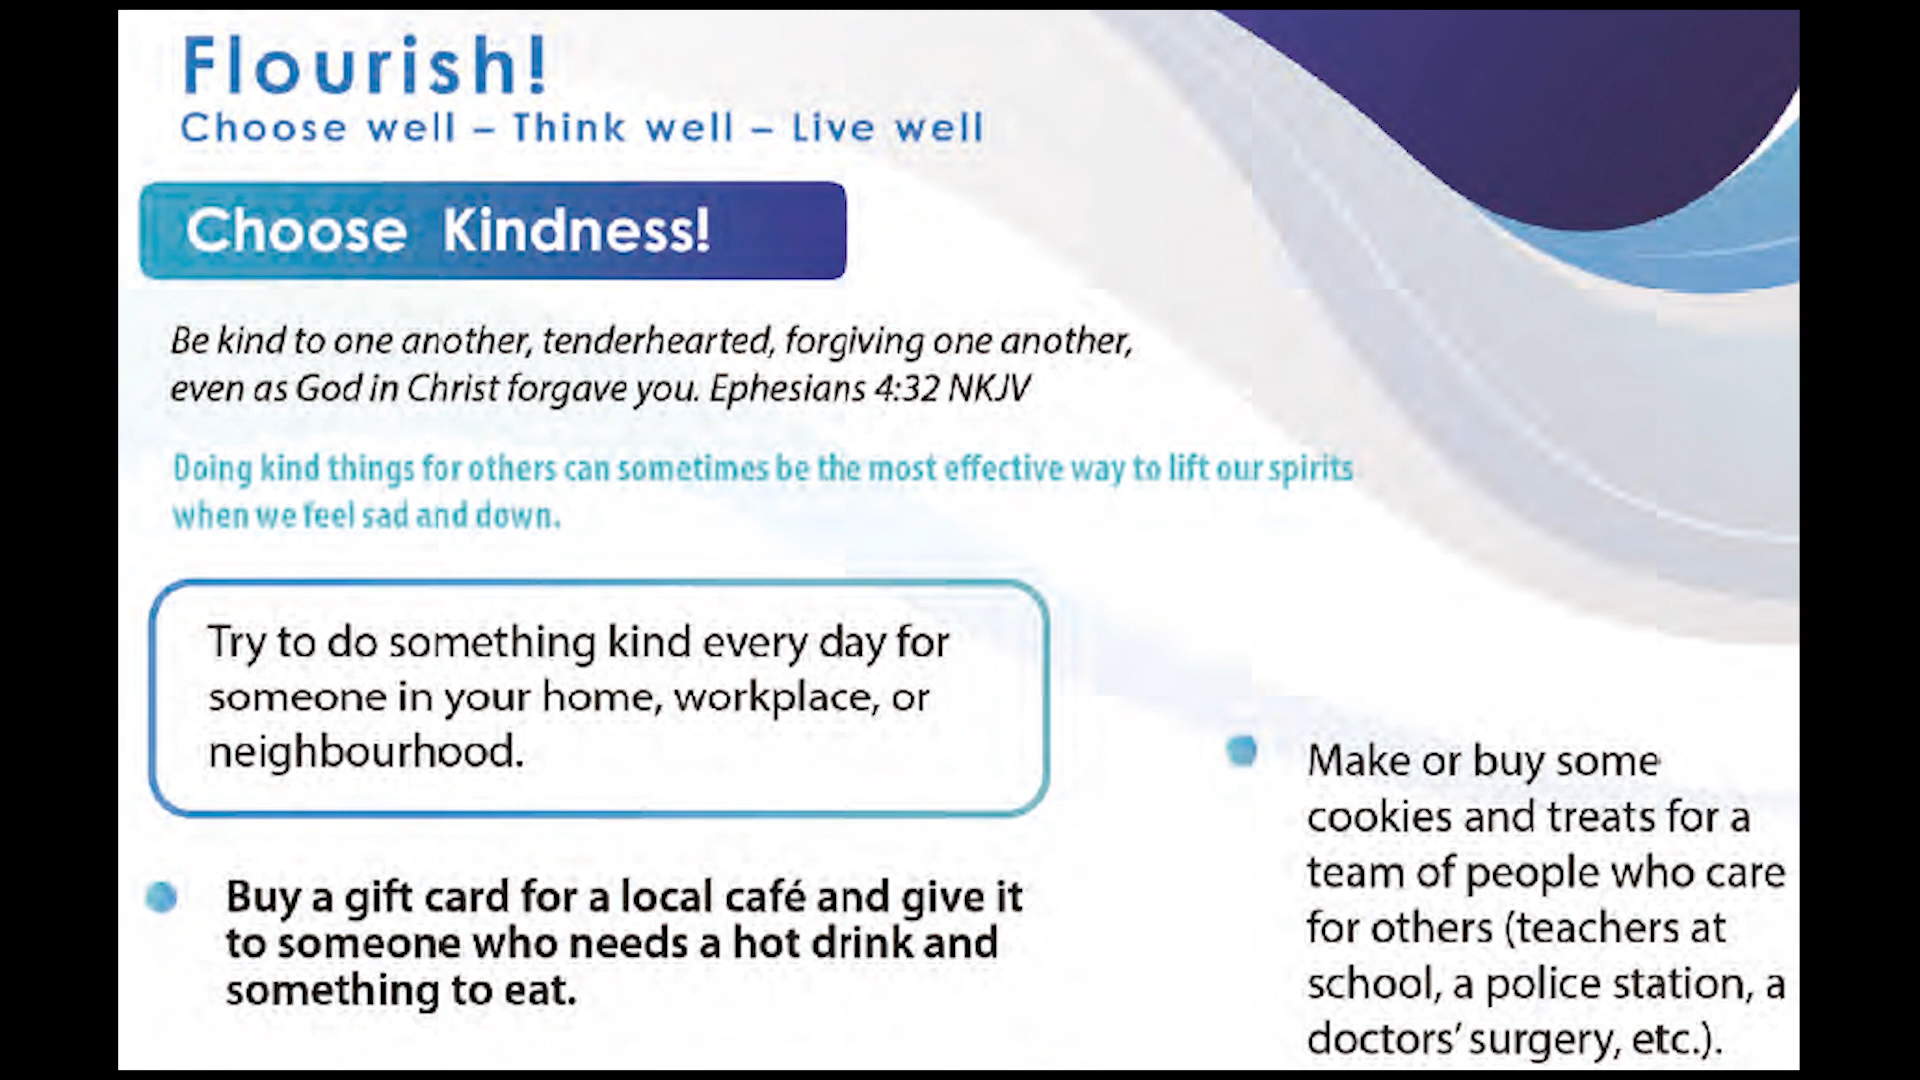 Flourish!
Choose well – Think well – Live well
Choose Kindness!
Be kind to one another, tenderhearted, forgiving one another,
even as God in Christ forgave you. Ephesians 4:32 NKJV
Doing kind things for others can sometimes be the most effective way to lift our spirits
when we feel sad and down.
Try to do something kind every day for
someone in your home, workplace, or
neighbourhood.
Buy a gift card for a local café and give it
to someone who needs a hot drink and
something to eat.
Make or buy some
cookies and treats for a
team of people who care
for others (teachers at
school, a police station, a
doctors’ surgery, etc.).